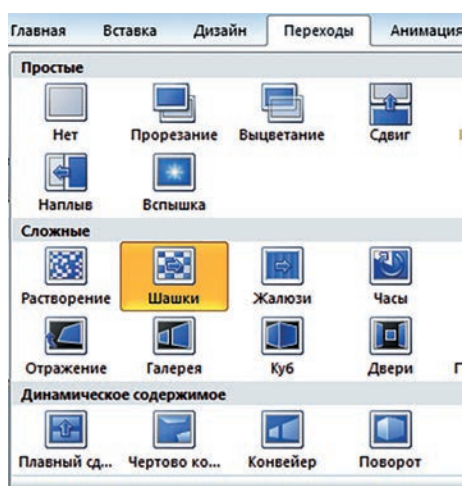 Главная Вставка Дизайн Переходы Анимация
Простые
Нет Прорезание Выцветание Сдвиг
Наплыв Вспышка
Сложные
Растворение Шашки Жалюзи Часы
Отражение Галерея Куб Двери
Динамическое содержимое
Плавный сд... Чертово ко... Конвейер Поворот